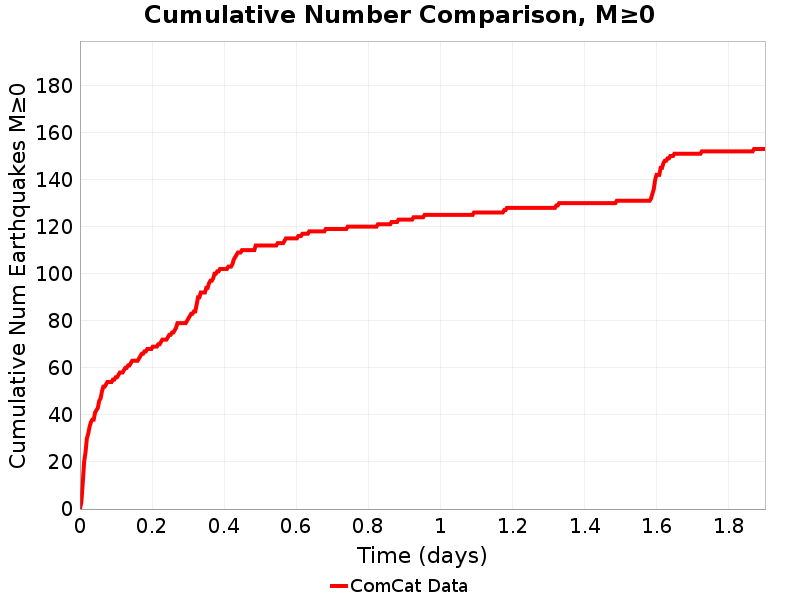 Cumulative Number Comparison, M≥0
Cumulative Num Earthquakes M≥0
180
160
140
120
100
80
60
40
20
0
0 0.2 0.4 0.6 0.8 1 1.2 1.4 1.6 1.8
Time (days)
ComCat Data